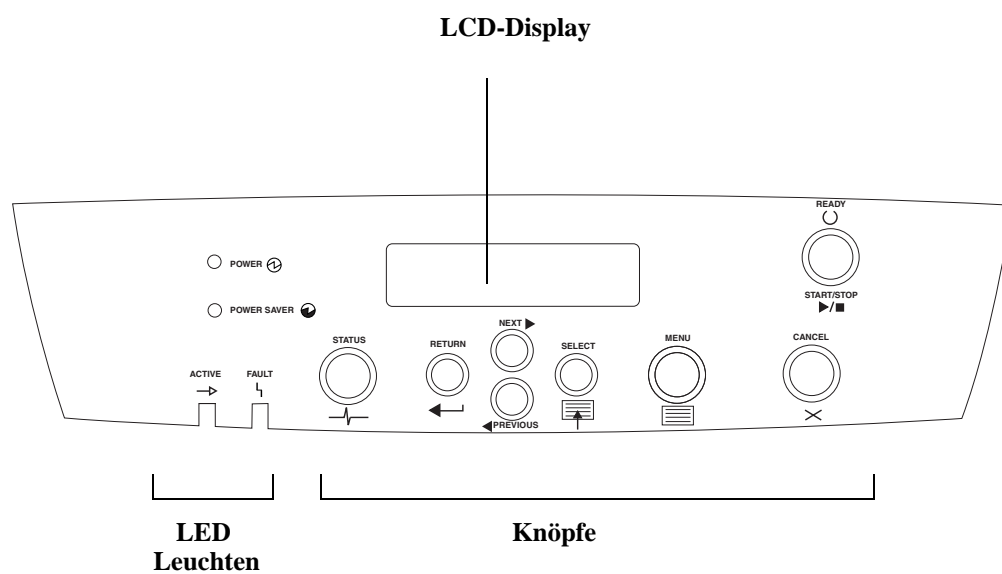 LCD-Display
READY
POWER
START/STOP
POWER SAVER
NEXT
STATUS
RETURN
SELECT
MENU
CANCEL
ACTIVE
FAULT
PREVIOUS
LED
Leuchten
Knöpfe